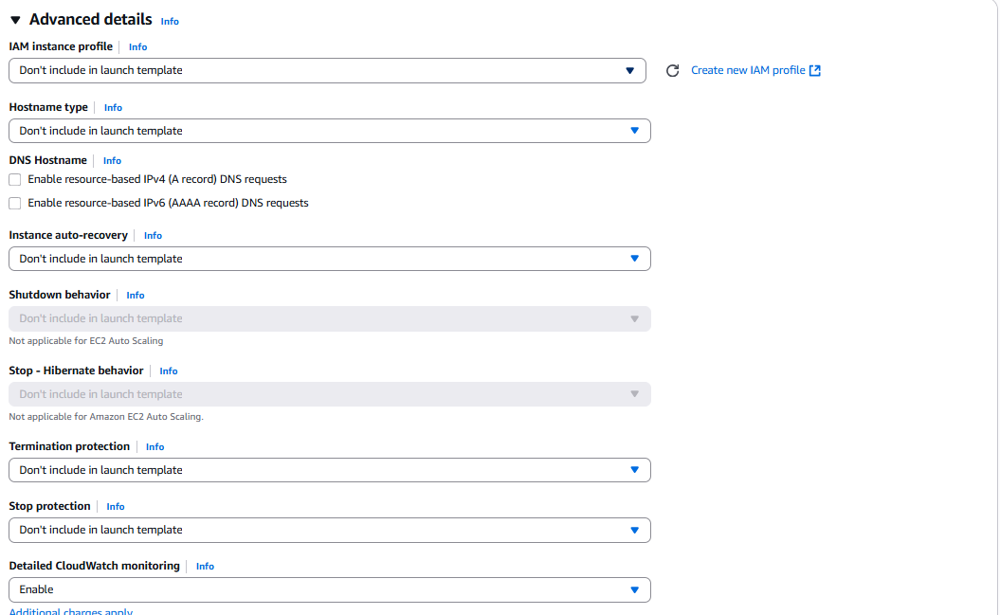 Advanced details Info
IAM instance profile Info
Don't include in launch template
Create new IAM profile
Hostname type Info
Don't include in launch template
DNS Hostname Info
Enable resource-based IPv4 (A record) DNS requests
Enable resource-based IPv6 (AAAA record) DNS requests
Instance auto-recovery Info
Don't include in launch template
Shutdown behavior Info
Don't include in launch template
Not applicable for EC2 Auto Scaling
Stop - Hibernate behavior Info
Don't include in launch template
Not applicable for Amazon EC2 Auto Scaling.
Termination protection Info
Don't include in launch template
Stop protection Info
Don't include in launch template
Detailed CloudWatch monitoring Info
Enable
Additional charges apply